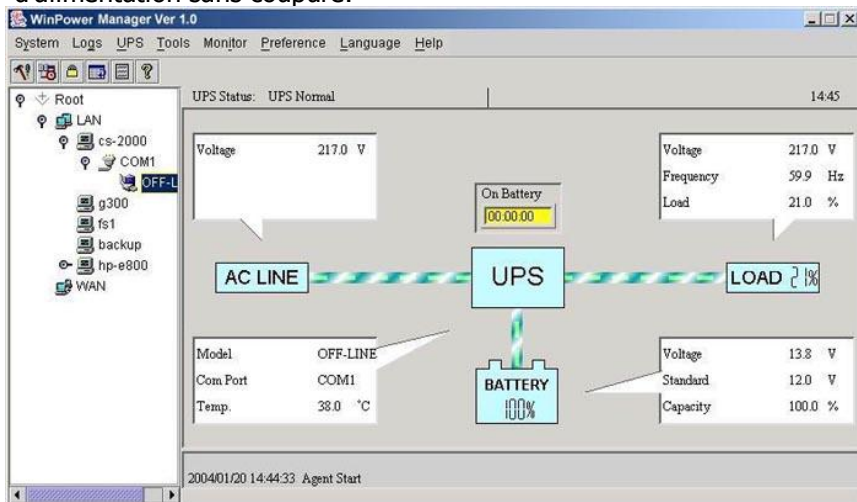 d'alimentation sans coupure.
WinPower Manager Ver 1.0
System Logs UPS Tools Monitor Preference Language Help
Root
LAN
cs-2000
COM1
OFF-L
g300
fs1
backup
hp-e800
WAN
UPS Status: UPS Normal 14:45
Voltage 217.0 V
On Battery
00:00:00
Voltage 217.0 V
Frequency 59.9 Hz
Load 21.0 %
AC LINE
UPS
LOAD 21%
Model OFF-LINE
Com Port COM1
Temp. 38.0 °C
BATTERY
100%
Voltage 13.8 V
Standard 12.0 V
Capacity 100.0 %
2004/01/20 14:44:33 Agent Start